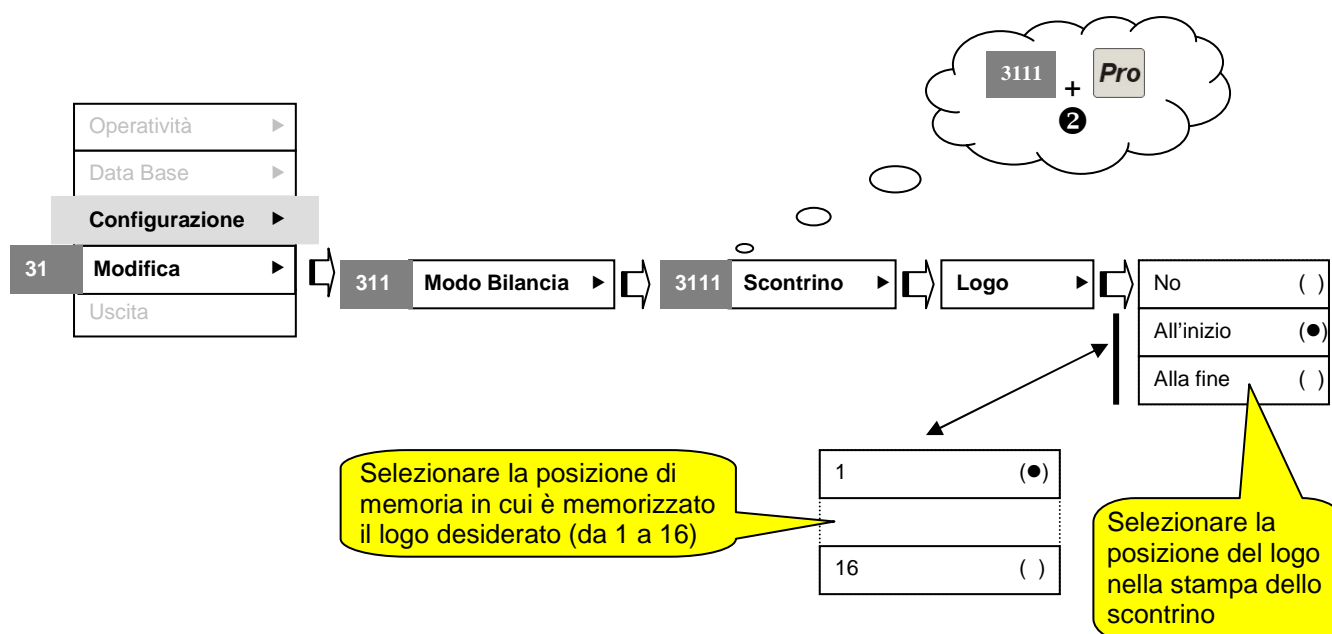 3111 + Pro
❷
Operatività ►
Data Base ►
Configurazione ►
31 Modifica ►
Uscita
311 Modo Bilancia ►
3111 Scontrino ►
Logo ►
No ( )
All'inizio (●)
Alla fine ( )
Selezionare la posizione di
memoria in cui è memorizzato
il logo desiderato (da 1 a 16)
1 (●)
16 ( )
Selezionare la
posizione del logo
nella stampa dello
scontrino